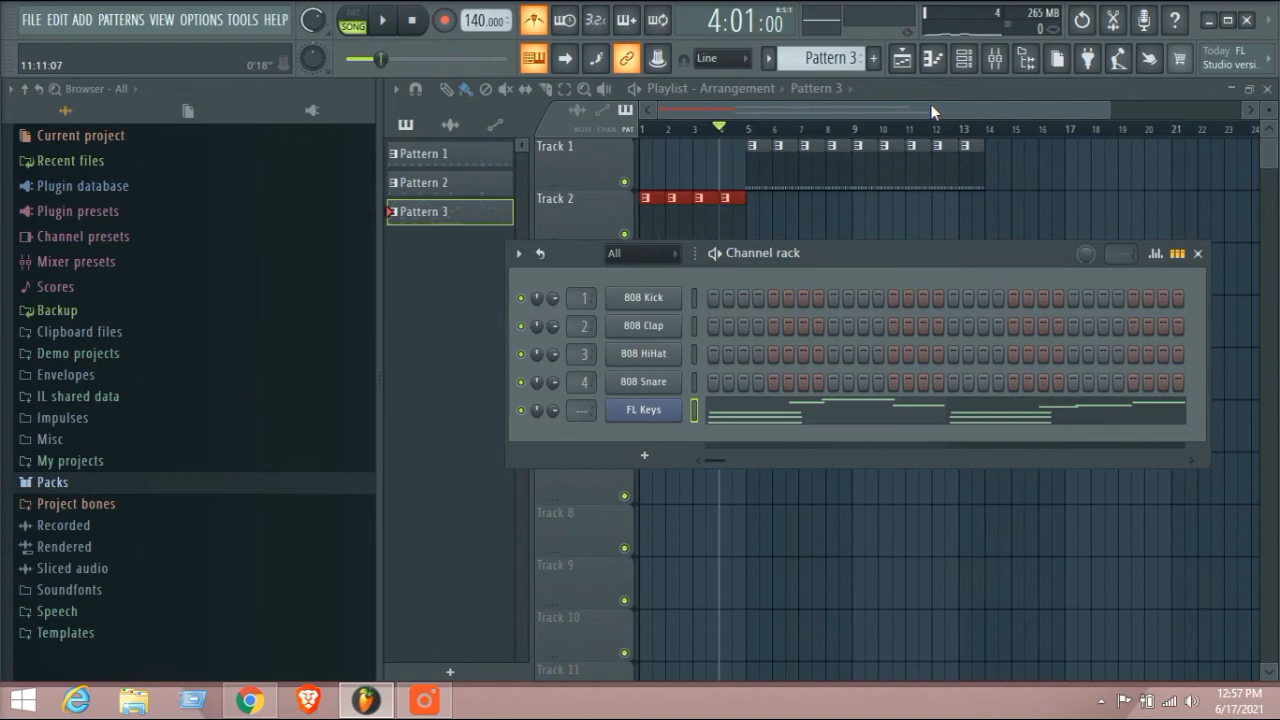 FILE EDIT ADD PATTERNS VIEW OPTIONS TOOLS HELP
PAT
SONG
140.000
3.2
4:01:00
B:S:T
4
265 MB
0
11:11:07
0'18"
Line
Pattern 3
Today FL
Studio versi..
Browser - All
Playlist - Arrangement
Pattern 3
Current project
Recent files
Plugin database
Plugin presets
Channel presets
Mixer presets
Scores
Backup
Clipboard files
Demo projects
Envelopes
IL shared data
Impulses
Misc
My projects
Packs
Project bones
Recorded
Rendered
Sliced audio
Soundfonts
Speech
Templates
Pattern 1
Pattern 2
Pattern 3
MUTE CHAN PAT
1 2 3 4 5 6 7 8 9 10 11 12 13 14 15 16 17 18 19 20 21 22 23 24
Track 1
Track 2
All
Channel rack
1 808 Kick
2 808 Clap
3 808 HiHat
4 808 Snare
--- FL Keys
Track 8
Track 9
Track 10
Track 11
12:57 PM
6/17/2021